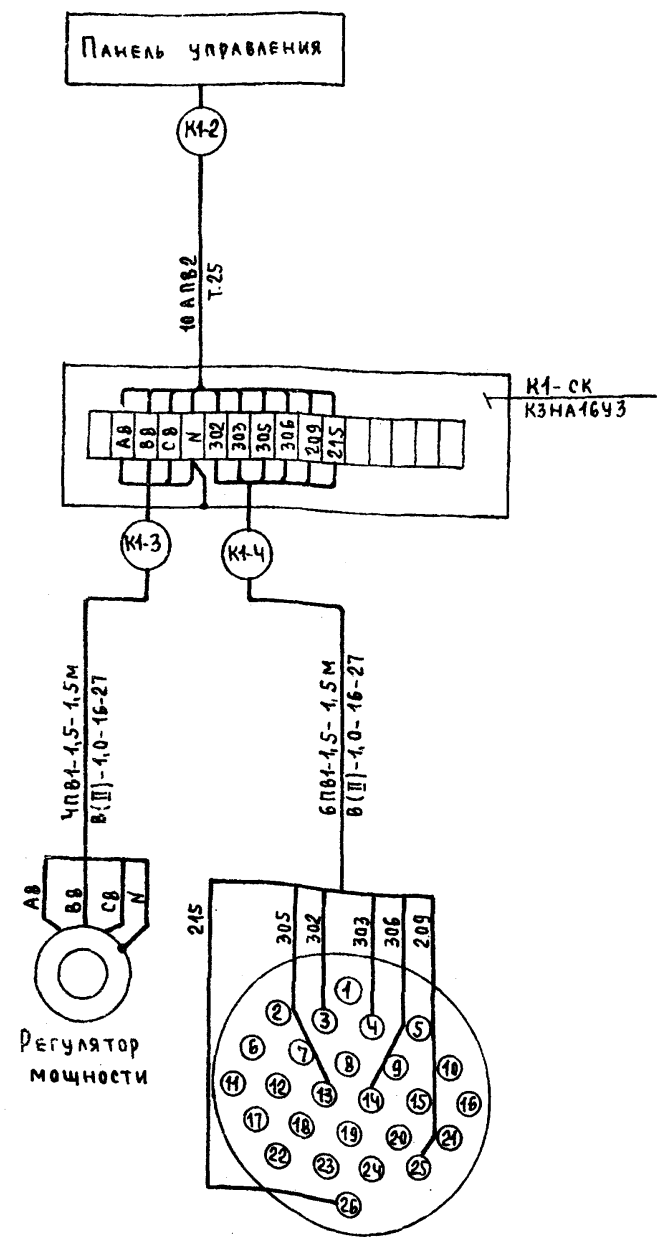 Панель управления
К1-2
10 АПВ2
т.25
К1-СК
КЗНА16УЗ
АВ ВВ СВ N 302 303 305 306 209 215
К1-3
К1-4
4ПВ1-1,5-1,5м
В(II)-1,0-16-27
6ПВ1-1,5-1,5м
В(II)-1,0-16-27
АВ ВВ СВ N
215 305 302 303 306 209
Регулятор
мощности
1
2 3 4 5
6 7 8 9 10
11 12 13 14 15 16
17 18 19 20 21
22 23 24 25
26